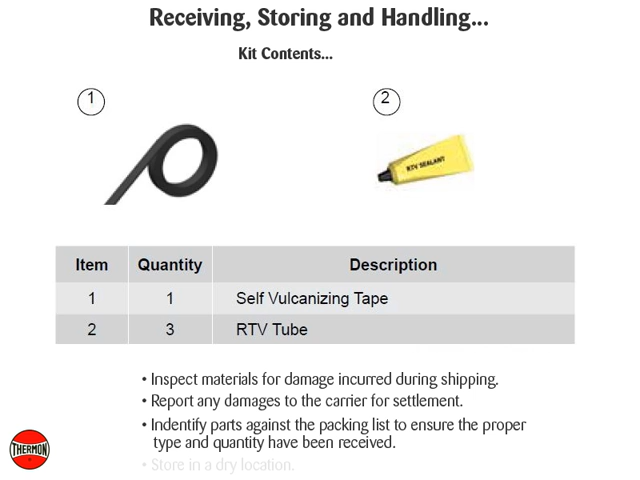 Receiving, Storing and Handling...
Kit Contents...
1
2
RTV SEALANT
Item Quantity Description
1 1 Self Vulcanizing Tape
2 3 RTV Tube
• Inspect materials for damage incurred during shipping.
• Report any damages to the carrier for settlement.
• Indentify parts against the packing list to ensure the proper
type and quantity have been received.
• Store in a dry location.
THERMON